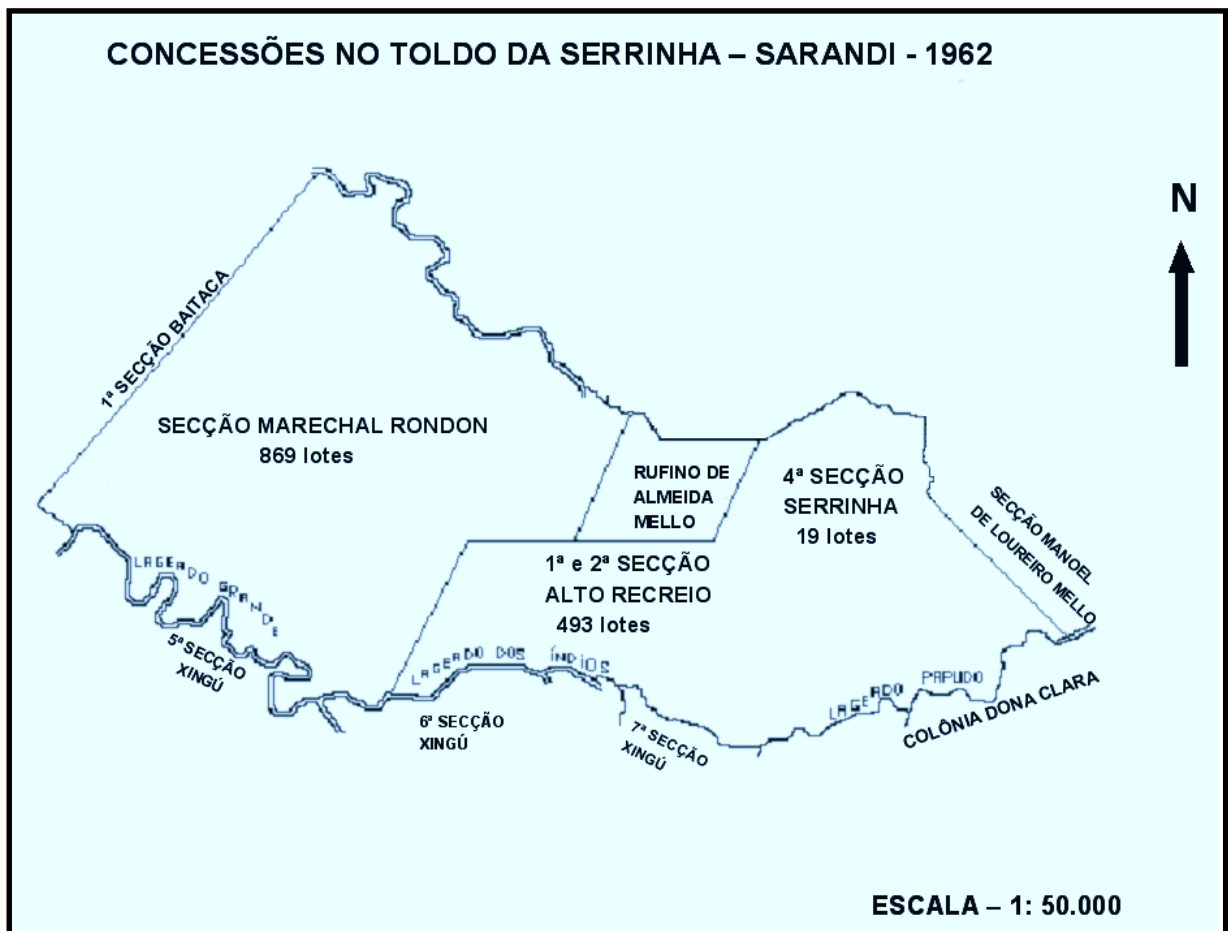 CONCESSÕES NO TOLDO DA SERRINHA – SARANDI - 1962
N
1ª SECÇÃO BAITACA
SECÇÃO MARECHAL RONDON
869 lotes
RUFINO DE
ALMEIDA
MELLO
4ª SECÇÃO
SERRINHA
19 lotes
SECÇÃO MANOEL
DE LOUREIRO MELLO
1ª e 2ª SECÇÃO
ALTO RECREIO
493 lotes
LAGEADO GRANDE
5ª SECÇÃO
XINGÚ
LAGEADO DOS ÍNDIOS
6ª SECÇÃO
XINGÚ
7ª SECÇÃO
XINGÚ
LAGEADO PAPUDO
COLÔNIA DONA CLARA
ESCALA – 1: 50.000